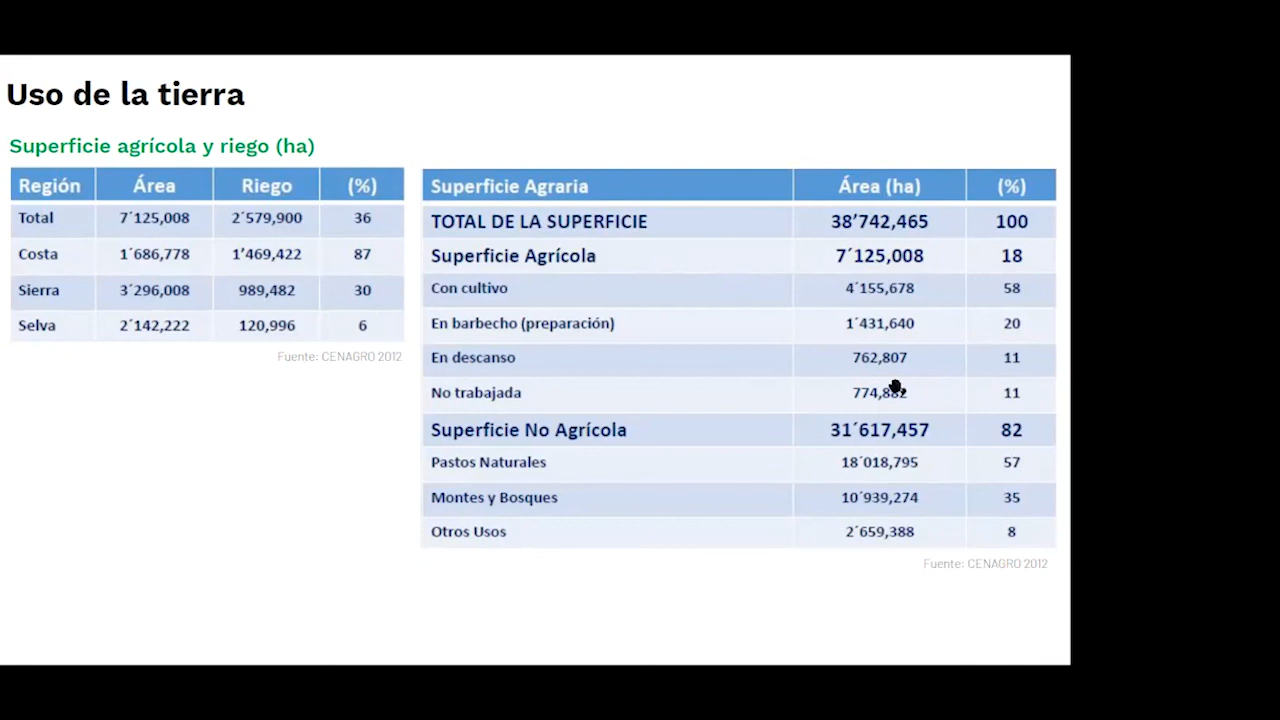 Uso de la tierra
Superficie agrícola y riego (ha)
Región Área Riego (%)
Total 7´125,008 2´579,900 36
Costa 1´686,778 1’469,422 87
Sierra 3´296,008 989,482 30
Selva 2´142,222 120,996 6
Fuente: CENAGRO 2012
Superficie Agraria Área (ha) (%)
TOTAL DE LA SUPERFICIE 38’742,465 100
Superficie Agrícola 7´125,008 18
Con cultivo 4´155,678 58
En barbecho (preparación) 1´431,640 20
En descanso 762,807 11
No trabajada 774,882 11
Superficie No Agrícola 31´617,457 82
Pastos Naturales 18´018,795 57
Montes y Bosques 10´939,274 35
Otros Usos 2´659,388 8
Fuente: CENAGRO 2012